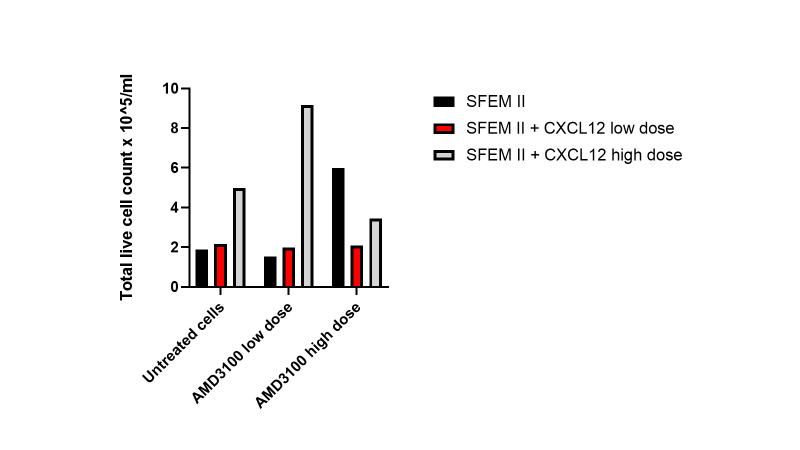 Total live cell count x 10^5/ml
10
8
6
4
2
0
Untreated cells
AMD3100 low dose
AMD3100 high dose
SFEM II
SFEM II + CXCL12 low dose
SFEM II + CXCL12 high dose